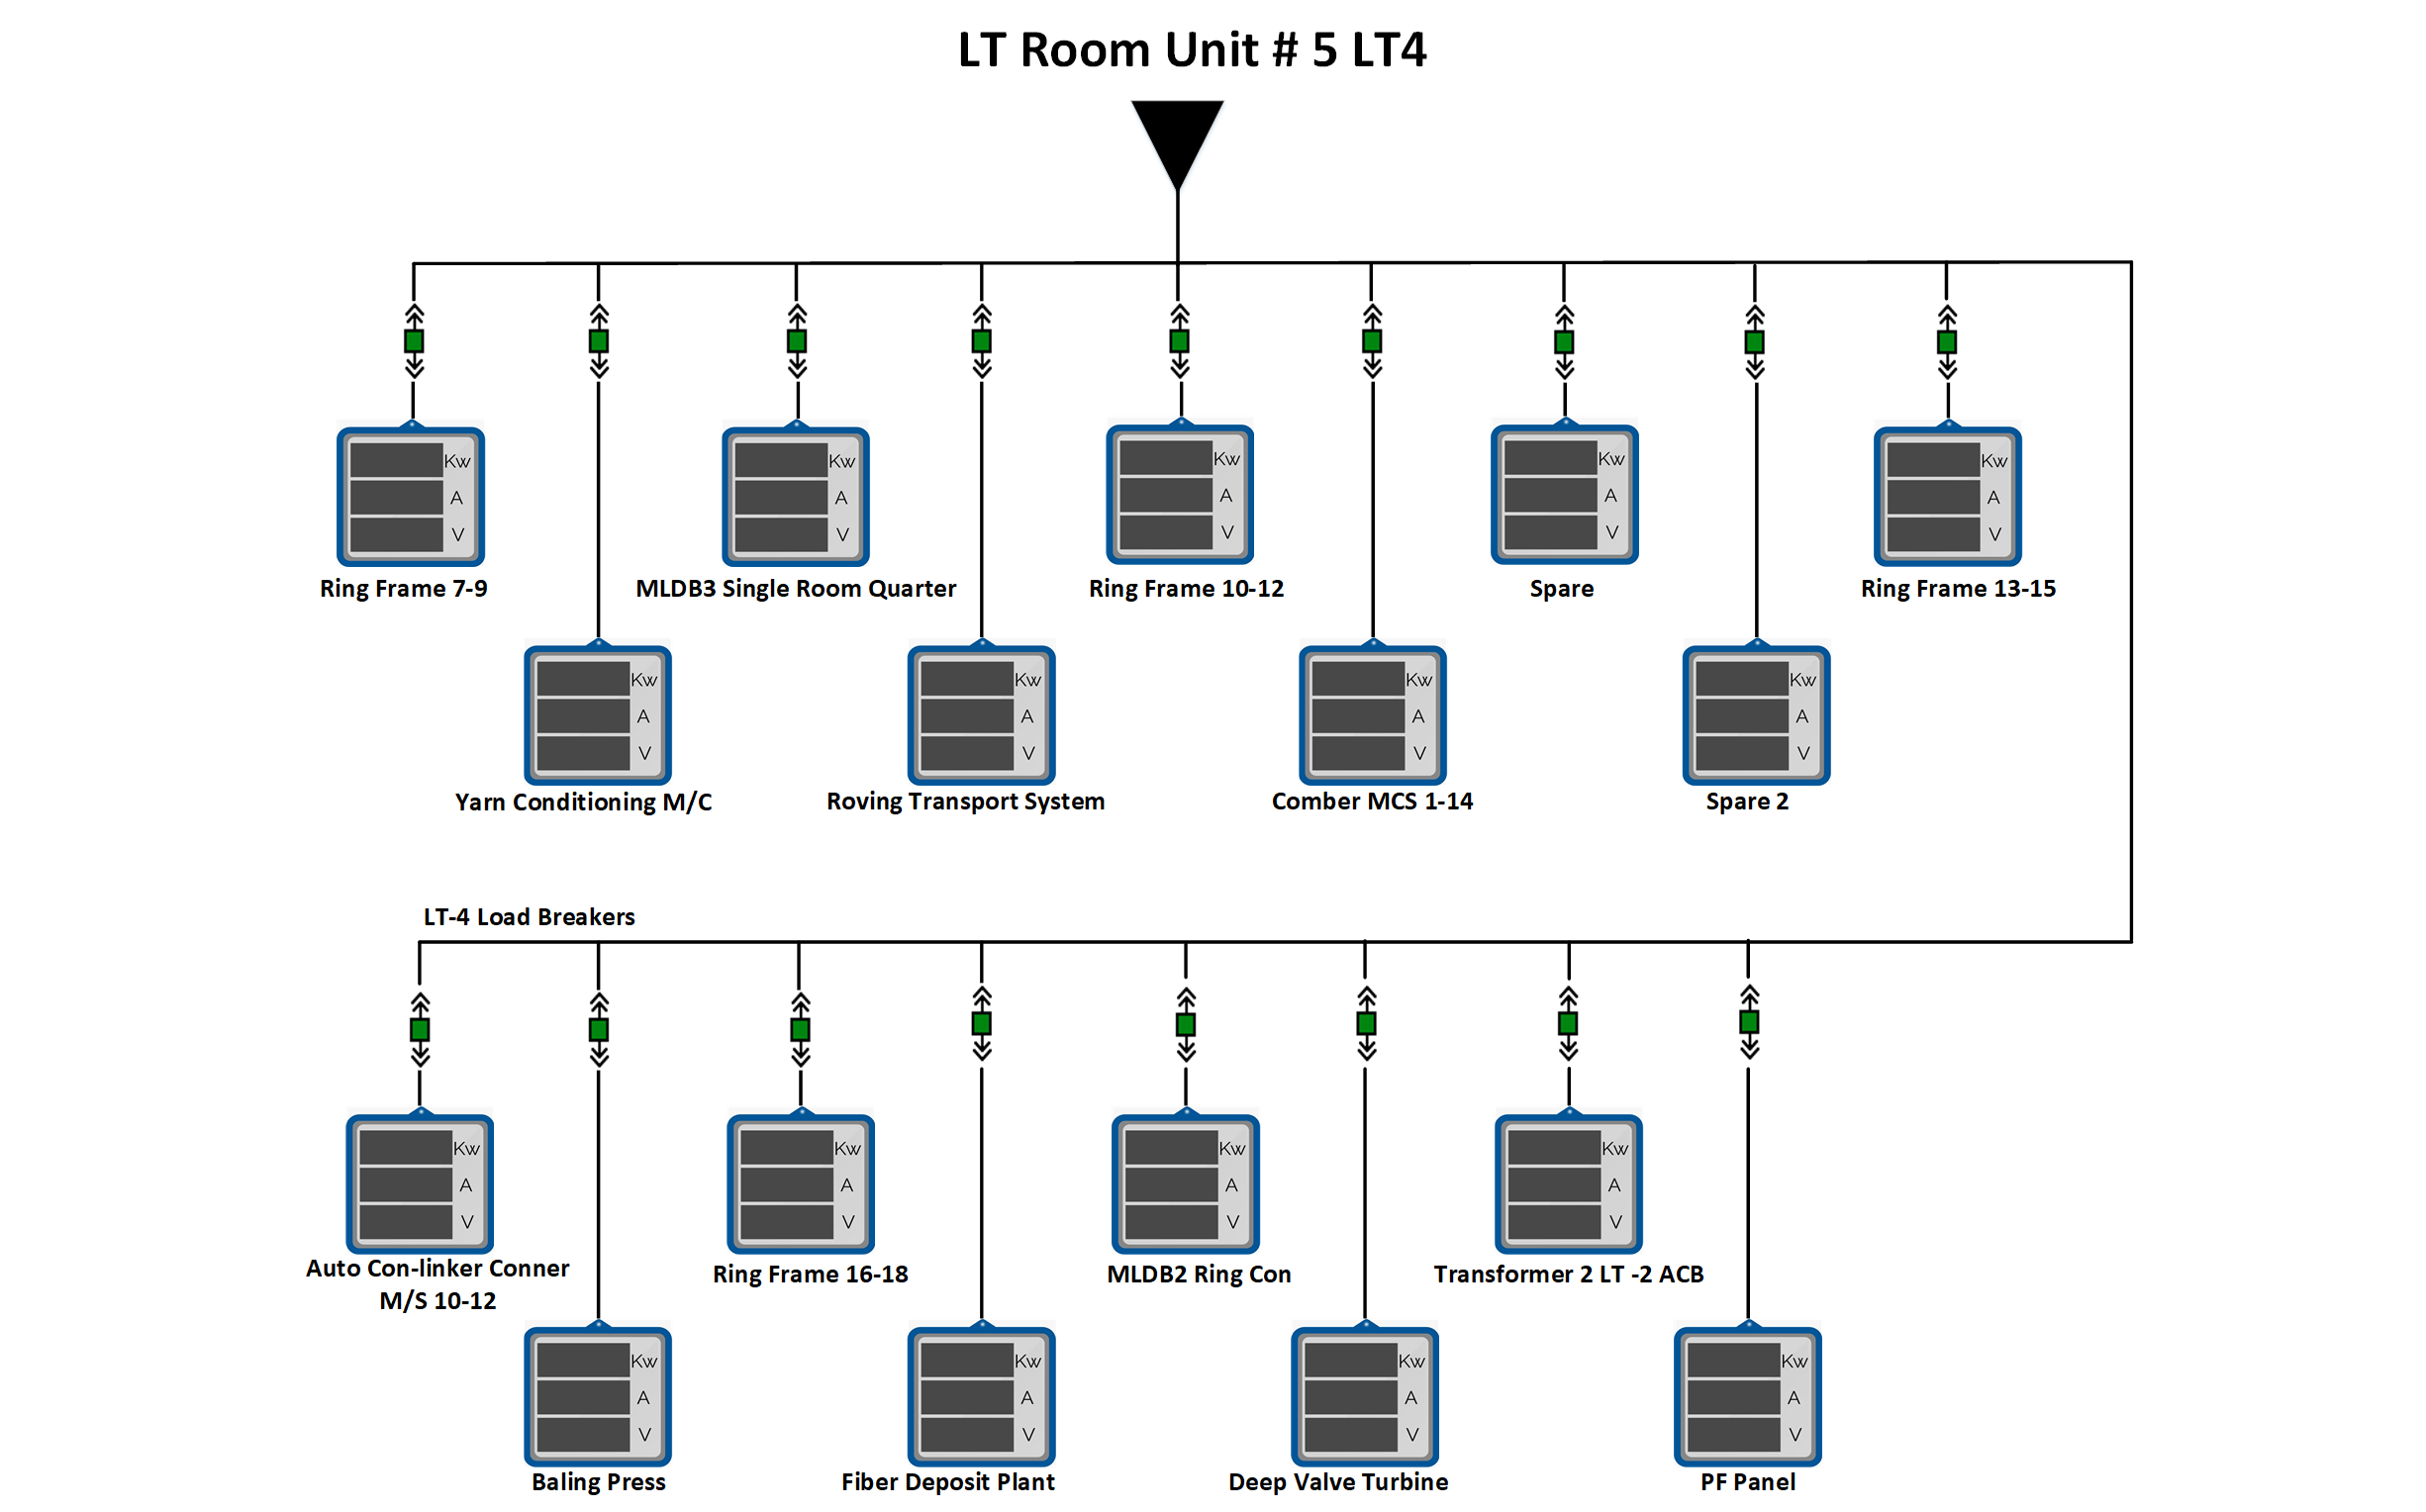 LT Room Unit # 5 LT4
Kw
A
V
Kw
A
V
Kw
A
V
Kw
A
V
Kw
A
V
Ring Frame 7-9
MLDB3 Single Room Quarter
Ring Frame 10-12
Spare
Ring Frame 13-15
Kw
A
V
Kw
A
V
Kw
A
V
Kw
A
V
Yarn Conditioning M/C
Roving Transport System
Comber MCS 1-14
Spare 2
LT-4 Load Breakers
Kw
A
V
Kw
A
V
Kw
A
V
Kw
A
V
Auto Con-linker Conner
M/S 10-12
Ring Frame 16-18
MLDB2 Ring Con
Transformer 2 LT -2 ACB
Kw
A
V
Kw
A
V
Kw
A
V
Kw
A
V
Baling Press
Fiber Deposit Plant
Deep Valve Turbine
PF Panel